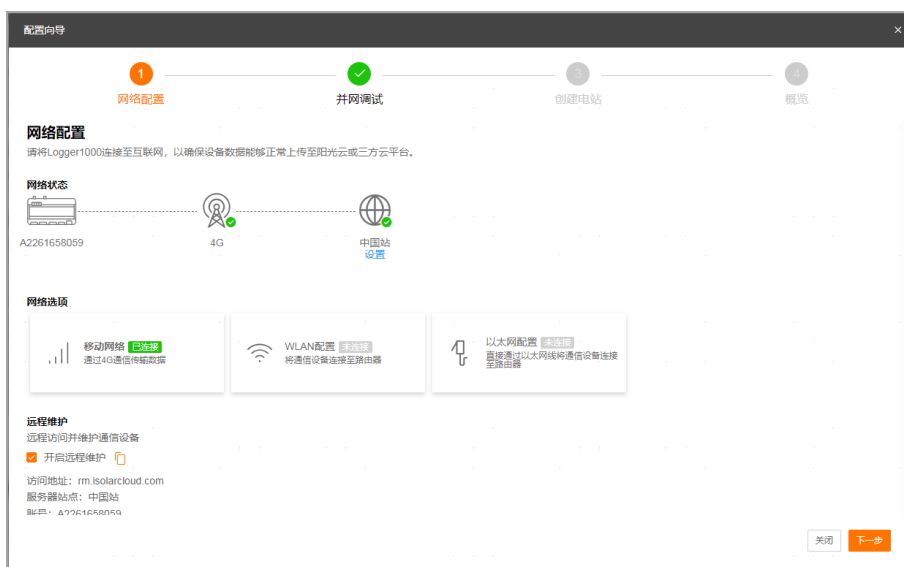 配置向导
×
1
3
4
网络配置
并网调试
创建电站
概览
网络配置
请将Logger1000连接至互联网，以确保设备数据能够正常上传至阳光云或三方云平台。
网络状态
A2261658059
4G
中国站
设置
网络选项
移动网络 已连接
通过4G通信传输数据
WLAN配置 未连接
将通信设备连接至路由器
以太网配置 未连接
直接通过以太网线将通信设备连接
至路由器
远程维护
远程访问并维护通信设备
开启远程维护
访问地址：rm.isolarcloud.com
服务器站点：中国站
账号：A2261658059
关闭
下一步